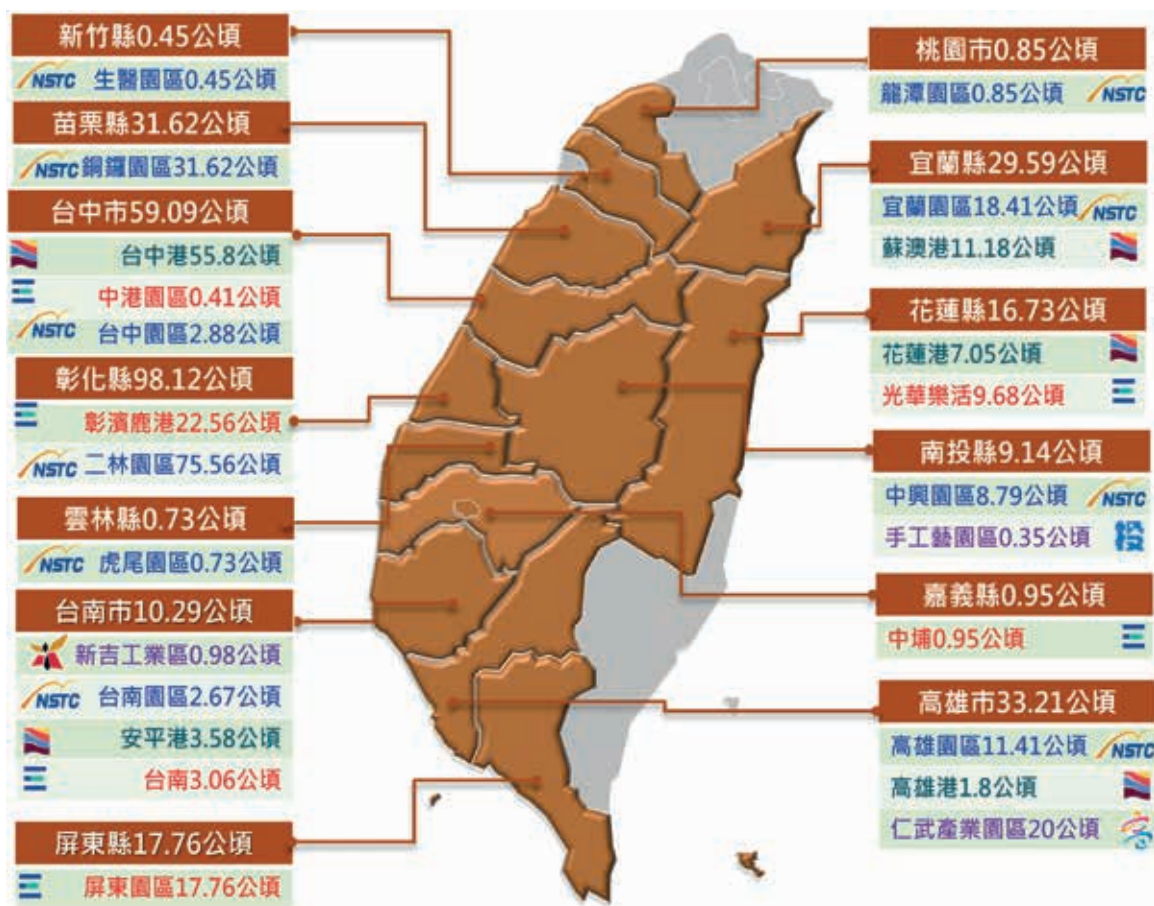 新竹縣0.45公頃
NSTC 生醫園區0.45公頃
苗栗縣31.62公頃
NSTC 銅鑼園區31.62公頃
台中市59.09公頃
台中港55.8公頃
中港園區0.41公頃
NSTC 台中園區2.88公頃
彰化縣98.12公頃
彰濱鹿港22.56公頃
NSTC 二林園區75.56公頃
雲林縣0.73公頃
NSTC 虎尾園區0.73公頃
台南市10.29公頃
新吉工業區0.98公頃
NSTC 台南園區2.67公頃
安平港3.58公頃
台南3.06公頃
屏東縣17.76公頃
屏東園區17.76公頃
桃園市0.85公頃
龍潭園區0.85公頃 NSTC
宜蘭縣29.59公頃
宜蘭園區18.41公頃 NSTC
蘇澳港11.18公頃
花蓮縣16.73公頃
花蓮港7.05公頃
光華樂活9.68公頃
南投縣9.14公頃
中興園區8.79公頃 NSTC
手工藝園區0.35公頃 投
嘉義縣0.95公頃
中埔0.95公頃
高雄市33.21公頃
高雄園區11.41公頃 NSTC
高雄港1.8公頃
仁武產業園區20公頃